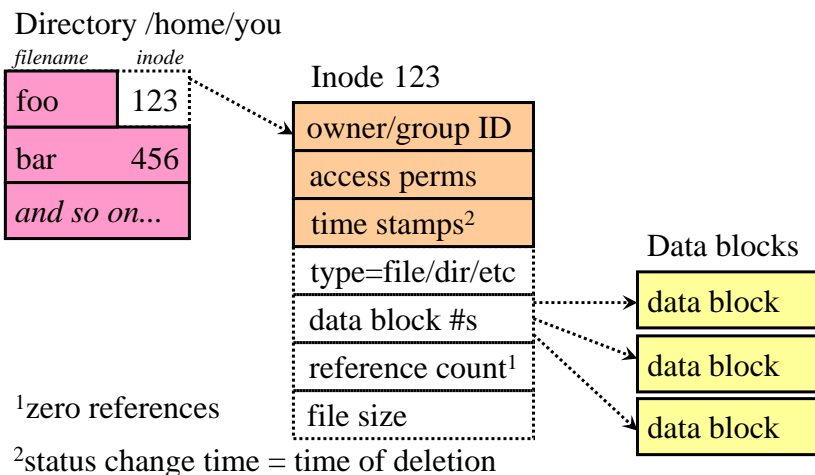 Directory /home/you
filename inode
foo 123
bar 456
and so on...
Inode 123
owner/group ID
access perms
time stamps²
type=file/dir/etc
data block #s
reference count¹
file size
Data blocks
data block
data block
data block
¹zero references
²status change time = time of deletion